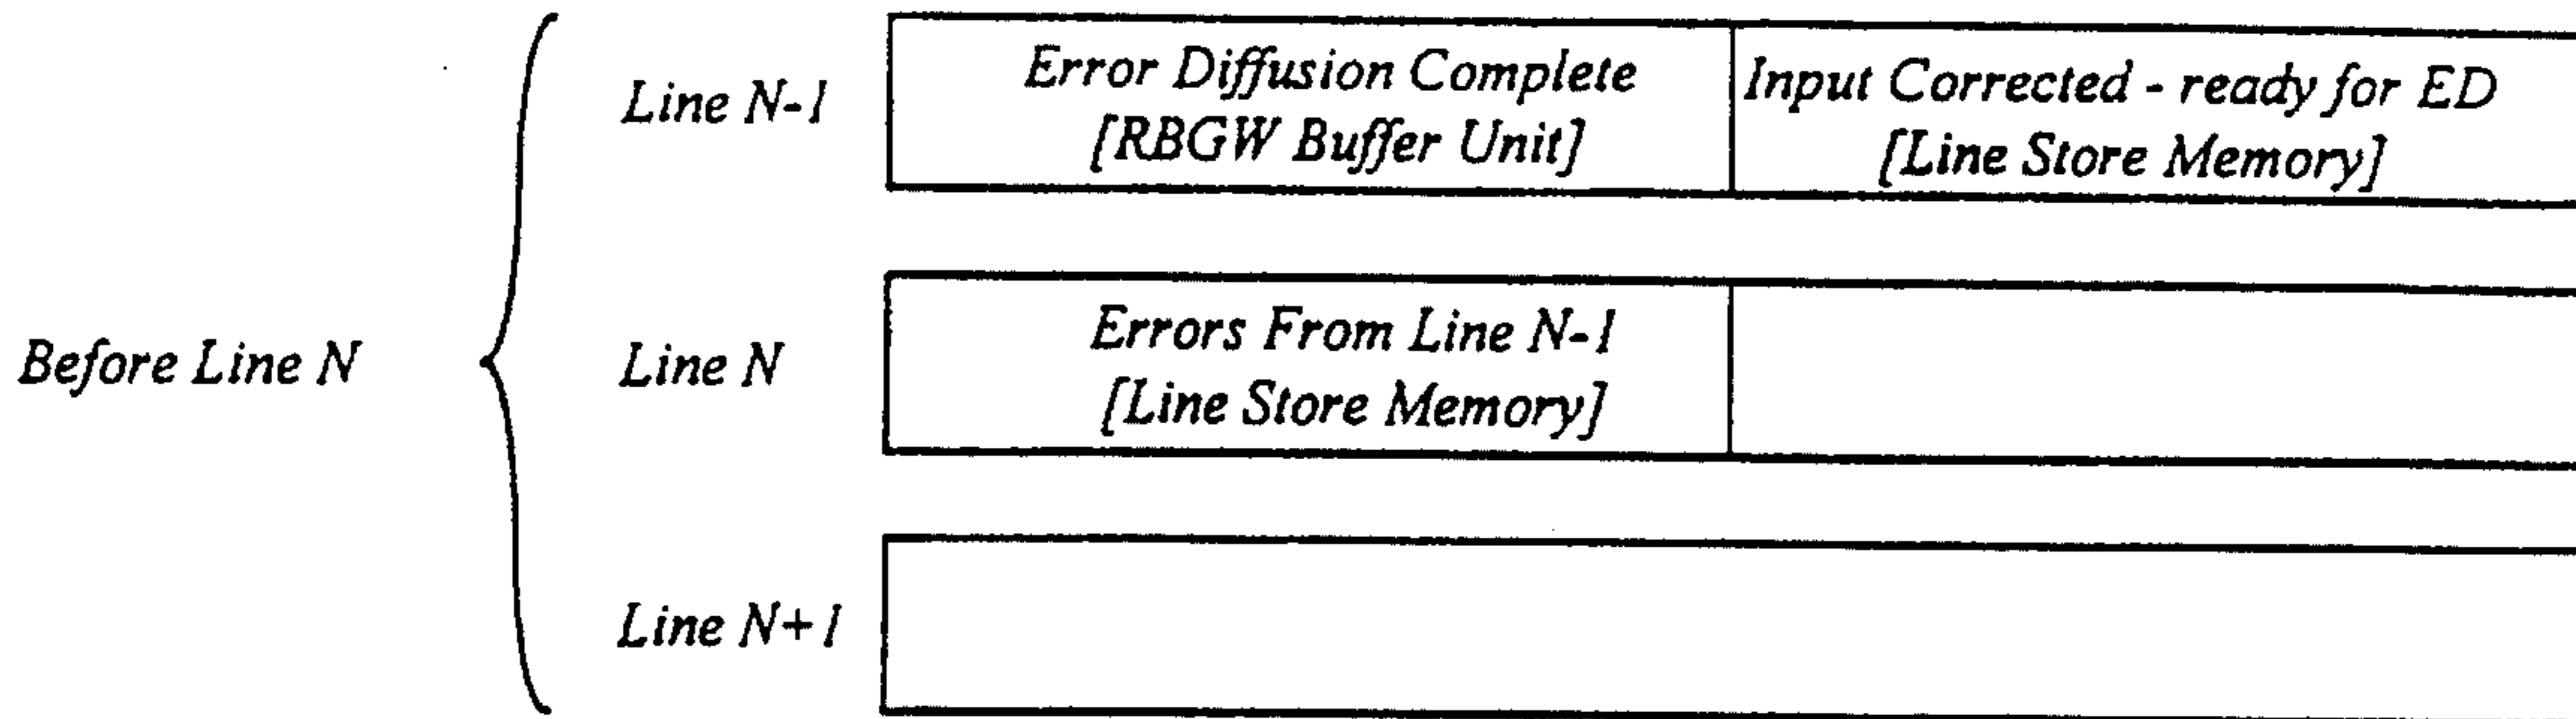 Before Line N
Line N-1
Error Diffusion Complete
[RBGW Buffer Unit]
Input Corrected - ready for ED
[Line Store Memory]
Line N
Errors From Line N-1
[Line Store Memory]
Line N+1